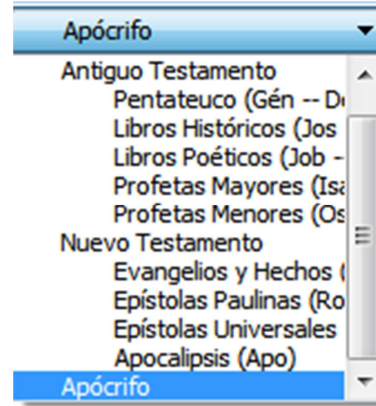 Apócrifo
Antiguo Testamento
Pentateuco (Gén -- D
Libros Históricos (Jos
Libros Poéticos (Job -
Profetas Mayores (Isa
Profetas Menores (Os
Nuevo Testamento
Evangelios y Hechos (
Epístolas Paulinas (Ro
Epístolas Universales
Apocalipsis (Apo)
Apócrifo